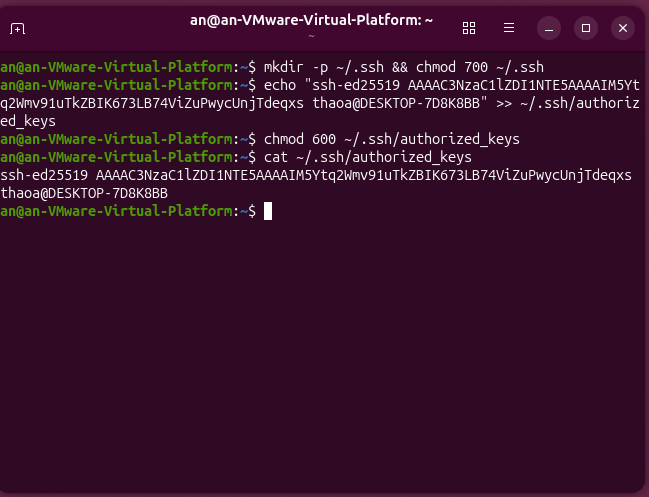 an@an-VMware-Virtual-Platform: ~
~
an@an-VMware-Virtual-Platform:~$ mkdir -p ~/.ssh && chmod 700 ~/.ssh
an@an-VMware-Virtual-Platform:~$ echo "ssh-ed25519 AAAAC3NzaC1lZDI1NTE5AAAAIM5Yt
q2Wmv91uTkZBIK673LB74ViZuPwycUnjTdeqxs thaoa@DESKTOP-7D8K8BB" >> ~/.ssh/authoriz
ed_keys
an@an-VMware-Virtual-Platform:~$ chmod 600 ~/.ssh/authorized_keys
an@an-VMware-Virtual-Platform:~$ cat ~/.ssh/authorized_keys
ssh-ed25519 AAAAC3NzaC1lZDI1NTE5AAAAIM5Ytq2Wmv91uTkZBIK673LB74ViZuPwycUnjTdeqxs
thaoa@DESKTOP-7D8K8BB
an@an-VMware-Virtual-Platform:~$